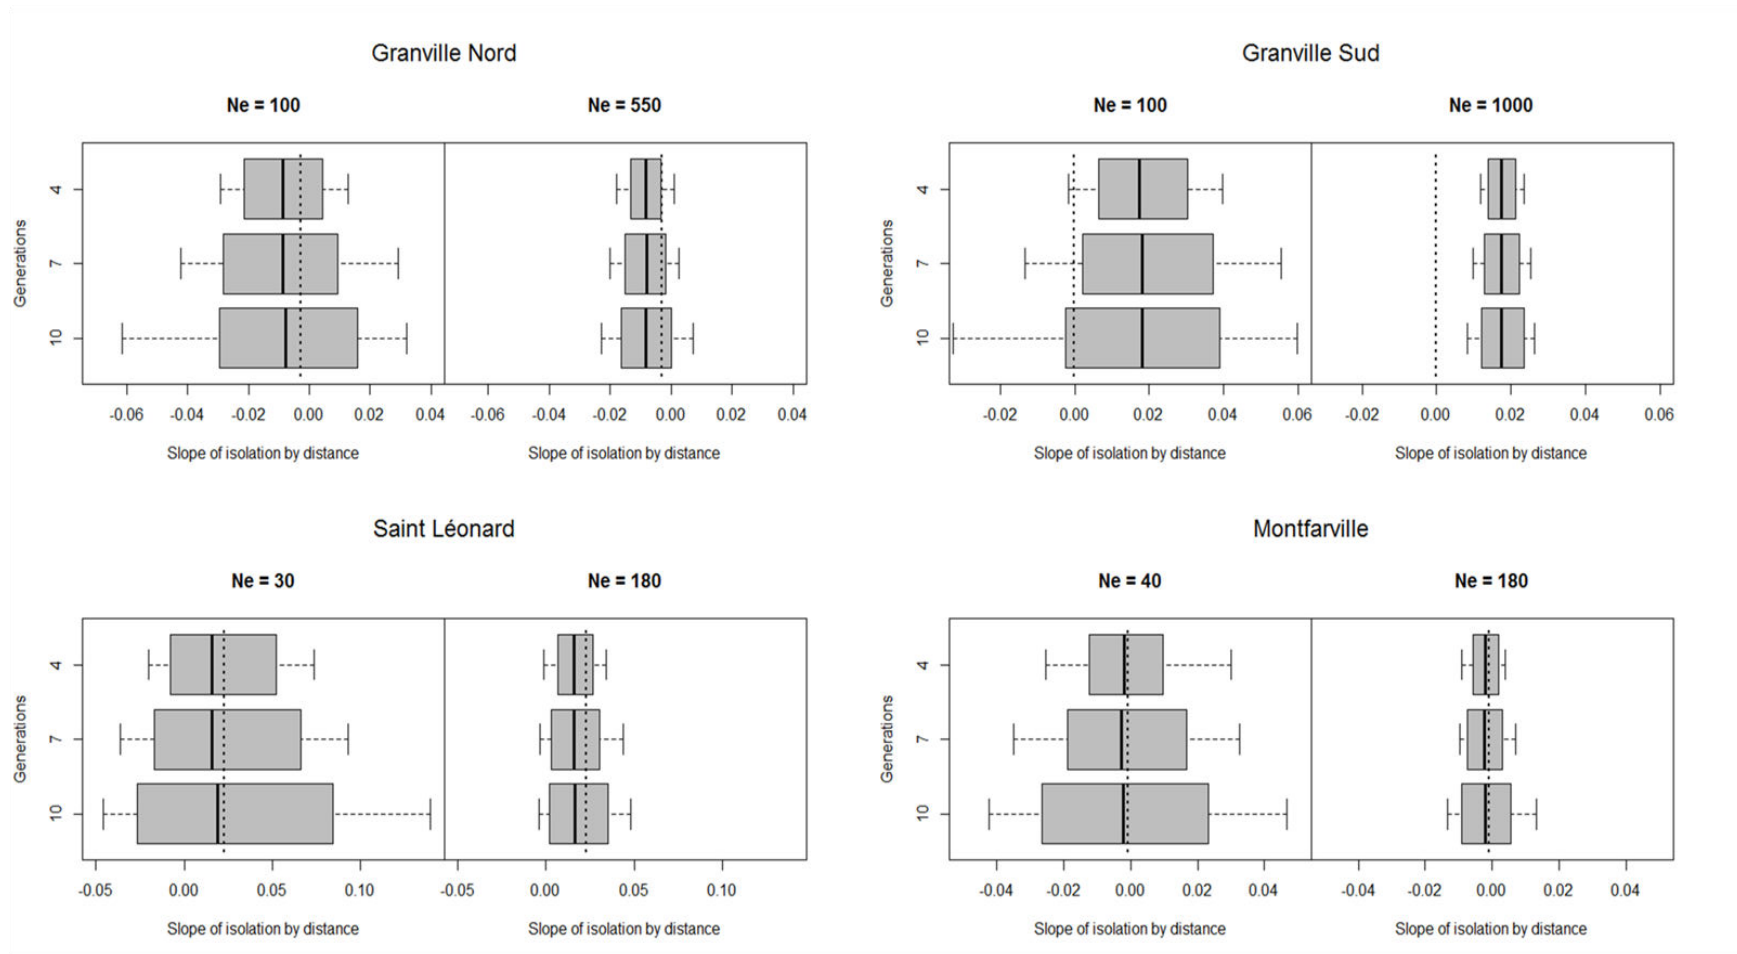 Granville Nord
Granville Sud
Ne = 100
Ne = 550
Ne = 100
Ne = 1000
Generations
4
7
10
Generations
4
7
10
-0.06 -0.04 -0.02 0.00 0.02 0.04
-0.06 -0.04 -0.02 0.00 0.02 0.04
-0.02 0.00 0.02 0.04 0.06
-0.02 0.00 0.02 0.04 0.06
Slope of isolation by distance
Slope of isolation by distance
Slope of isolation by distance
Slope of isolation by distance
Saint Léonard
Montfarville
Ne = 30
Ne = 180
Ne = 40
Ne = 180
Generations
4
7
10
Generations
4
7
10
-0.05 0.00 0.05 0.10
-0.05 0.00 0.05 0.10
-0.04 -0.02 0.00 0.02 0.04
-0.04 -0.02 0.00 0.02 0.04
Slope of isolation by distance
Slope of isolation by distance
Slope of isolation by distance
Slope of isolation by distance